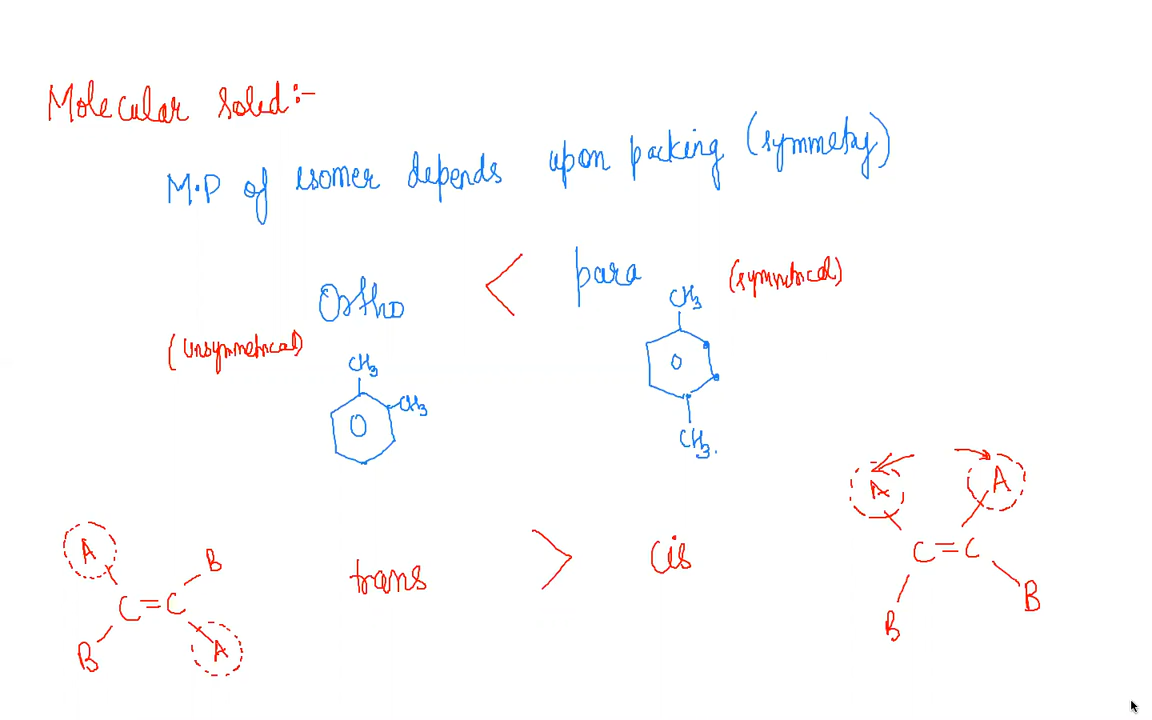 Molecular Solid:-
M.P of isomer depends upon packing (symmetry)
Ortho < para (symmetrical)
(unsymmetrical)
CH3
CH3
CH3
CH3.
A
B
C=C
B
A
trans > cis
A
A
C=C
B
B